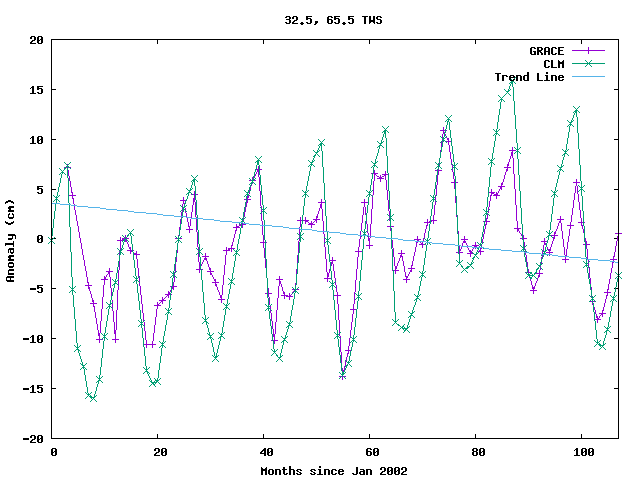 32.5, 65.5 TWS
GRACE
CLM
Trend Line
20
15
10
5
0
-5
-10
-15
-20
Anomaly (cm)
0 20 40 60 80 100
Months since Jan 2002